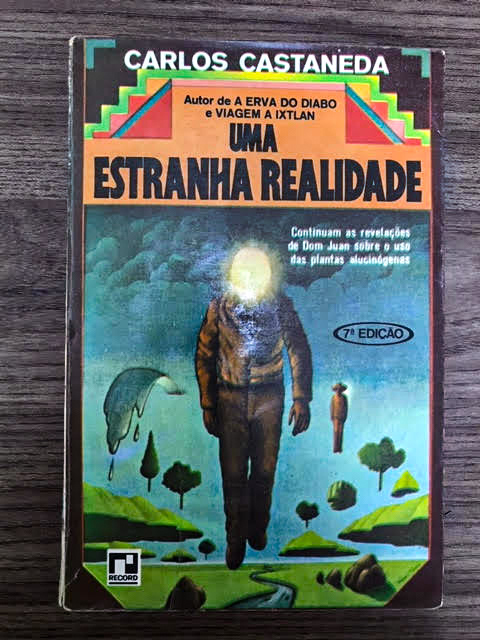 CARLOS CASTANEDA
Autor de A ERVA DO DIABO
e VIAGEM A IXTLAN
UMA
ESTRANHA REALIDADE
Continuam as revelações
de Dom Juan sobre o uso
das plantas alucinógenas
7ª EDIÇÃO
RECORD